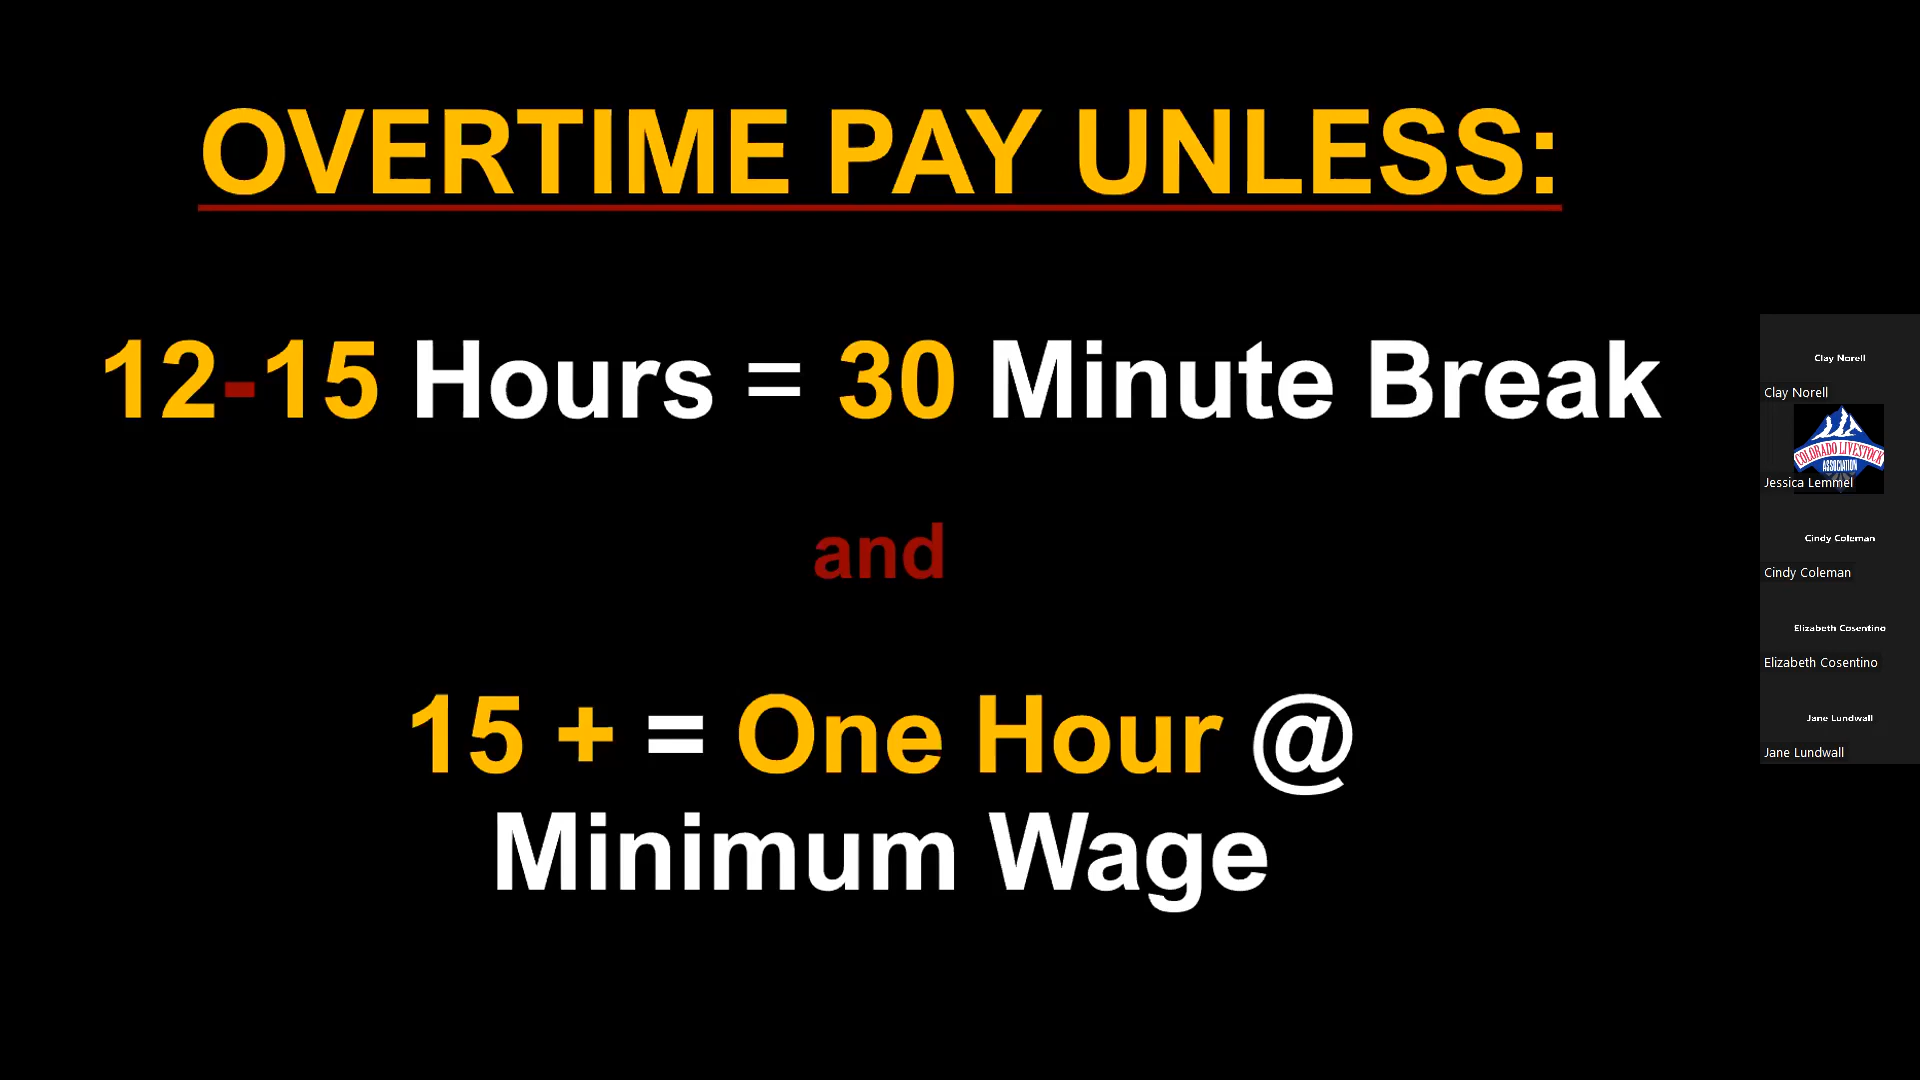 OVERTIME PAY UNLESS:
12-15 Hours = 30 Minute Break
and
15 + = One Hour @
Minimum Wage
Clay Norell
Clay Norell
COLORADO LIVESTOCK
ASSOCIATION
Jessica Lemmel
Cindy Coleman
Cindy Coleman
Elizabeth Cosentino
Elizabeth Cosentino
Jane Lundwall
Jane Lundwall